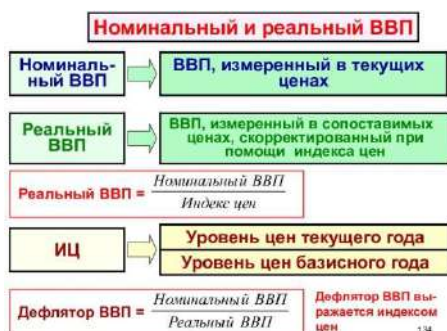 Номинальный и реальный ВВП
Номиналь-
ный ВВП
ВВП, измеренный в текущих
ценах
Реальный
ВВП
ВВП, измеренный в сопоставимых
ценах, скорректированный при
помощи индекса цен
Реальный ВВП = Номинальный ВВП
Индекс цен
ИЦ
Уровень цен текущего года
Уровень цен базисного года
Дефлятор ВВП = Номинальный ВВП
Реальный ВВП
Дефлятор ВВП вы-
ражается индексом
цен
134